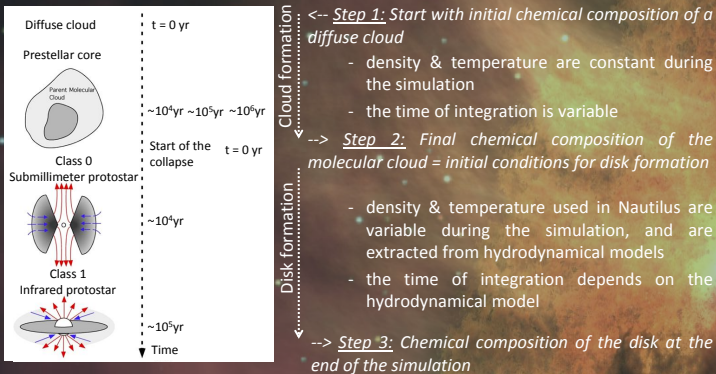 Diffuse cloud
t = 0 yr
Prestellar core
Parent Molecular
Cloud
~10⁴yr ~10⁵yr ~10⁶yr
Start of the
collapse
t = 0 yr
Class 0
Submillimeter protostar
~10⁴yr
Class 1
Infrared protostar
~10⁵yr
Time
Cloud formation
Disk formation
<-- Step 1: Start with initial chemical composition of a
diffuse cloud
- density & temperature are constant during
the simulation
- the time of integration is variable
--> Step 2: Final chemical composition of the
molecular cloud = initial conditions for disk formation
- density & temperature used in Nautilus are
variable during the simulation, and are
extracted from hydrodynamical models
- the time of integration depends on the
hydrodynamical model
--> Step 3: Chemical composition of the disk at the
end of the simulation